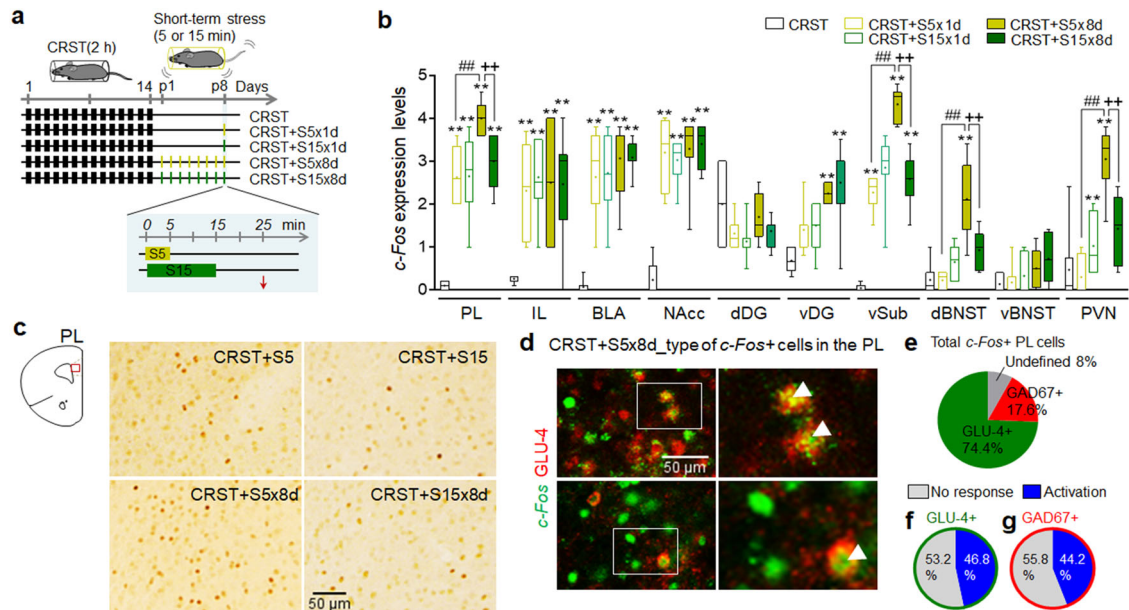 a
Short-term stress
(5 or 15 min)
CRST(2 h)
1 14 p1 p8 Days
CRST
CRST+S5x1d
CRST+S15x1d
CRST+S5x8d
CRST+S15x8d
0 5 15 25 min
S5
S15
b
CRST CRST+S5x1d CRST+S5x8d
CRST+S15x1d CRST+S15x8d
c-Fos expression levels
5
4
3
2
1
0
## ++ ## ++ ## ++ ## ++
**
PL IL BLA NAcc dDG vDG vSub dBNST vBNST PVN
c
PL
CRST+S5 CRST+S15
CRST+S5x8d CRST+S15x8d
50 µm
d
CRST+S5x8d_type of c-Fos+ cells in the PL
c-Fos GLU-4
50 µm
e
Total c-Fos+ PL cells
Undefined 8%
GAD67+
17.6%
GLU-4+
74.4%
No response Activation
f GLU-4+ g GAD67+
53.2 % 46.8 % 55.8 % 44.2 %